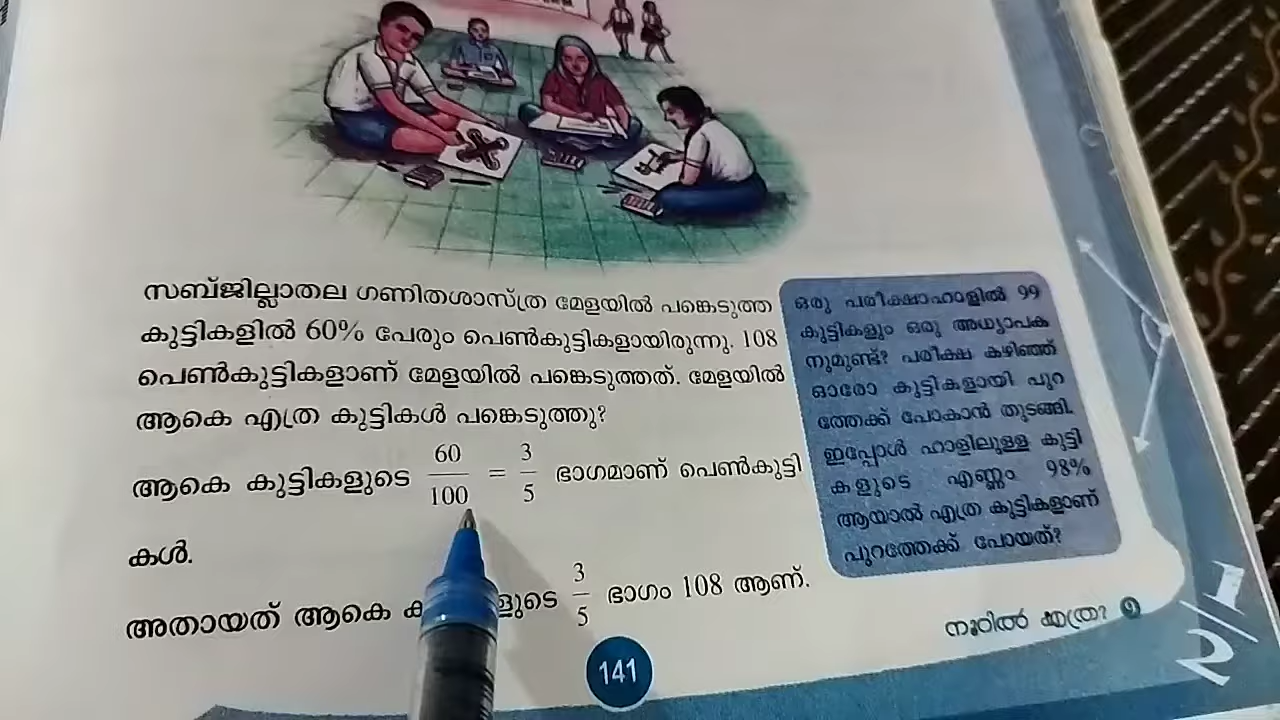 സബ്ജില്ലാതല ഗണിതശാസ്ത്ര മേളയിൽ പങ്കെടുത്ത
കുട്ടികളിൽ 60% പേരും പെൺകുട്ടികളായിരുന്നു. 108
പെൺകുട്ടികളാണ് മേളയിൽ പങ്കെടുത്തത്. മേളയിൽ
ആകെ എത്ര കുട്ടികൾ പങ്കെടുത്തു?
ആകെ കുട്ടികളുടെ 60/100 = 3/5 ഭാഗമാണ് പെൺകുട്ടി
കൾ.
അതായത് ആകെ ക ളുടെ 3/5 ഭാഗം 108 ആണ്.
ഒരു പരീക്ഷാഹാളിൽ 99
കുട്ടികളും ഒരു അധ്യാപക
നുമുണ്ട്? പരീക്ഷ കഴിഞ്ഞ്
ഓരോ കുട്ടികളായി പുറ
ത്തേക്ക് പോകാൻ തുടങ്ങി.
ഇപ്പോൾ ഹാളിലുള്ള കുട്ടി
കളുടെ എണ്ണം 98%
ആയാൽ എത്ര കുട്ടികളാണ്
പുറത്തേക്ക് പോയത്?
നൂറിൽ എത്ര? 9
141
1/2